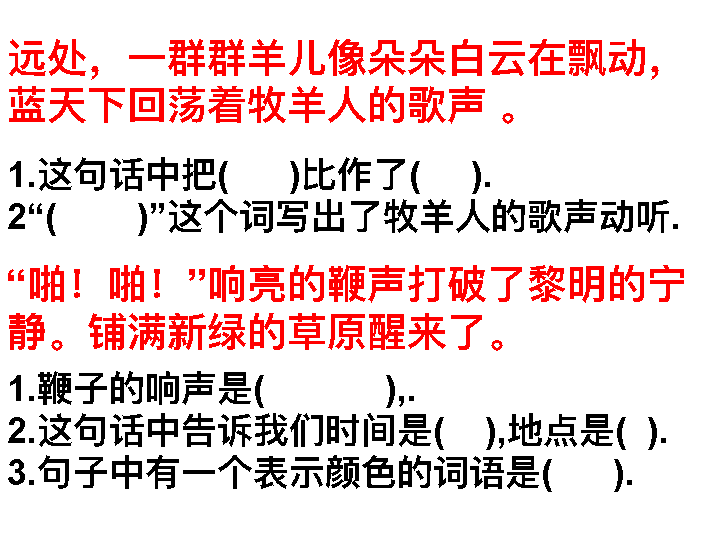 远处，一群群羊儿像朵朵白云在飘动，
蓝天下回荡着牧羊人的歌声 。
1.这句话中把(      )比作了(     ).
2“(        )”这个词写出了牧羊人的歌声动听.
“啪！啪！”响亮的鞭声打破了黎明的宁
静。铺满新绿的草原醒来了。
1.鞭子的响声是(            ),.
2.这句话中告诉我们时间是(    ),地点是(  ).
3.句子中有一个表示颜色的词语是(      ).